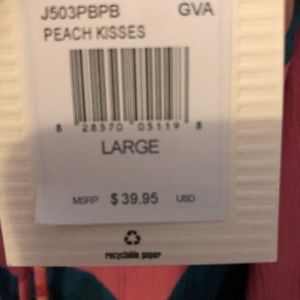 J503PBPB GVA
PEACH KISSES
8 28570 05119 8
LARGE
MSRP $39.95 USD
recyclable paper